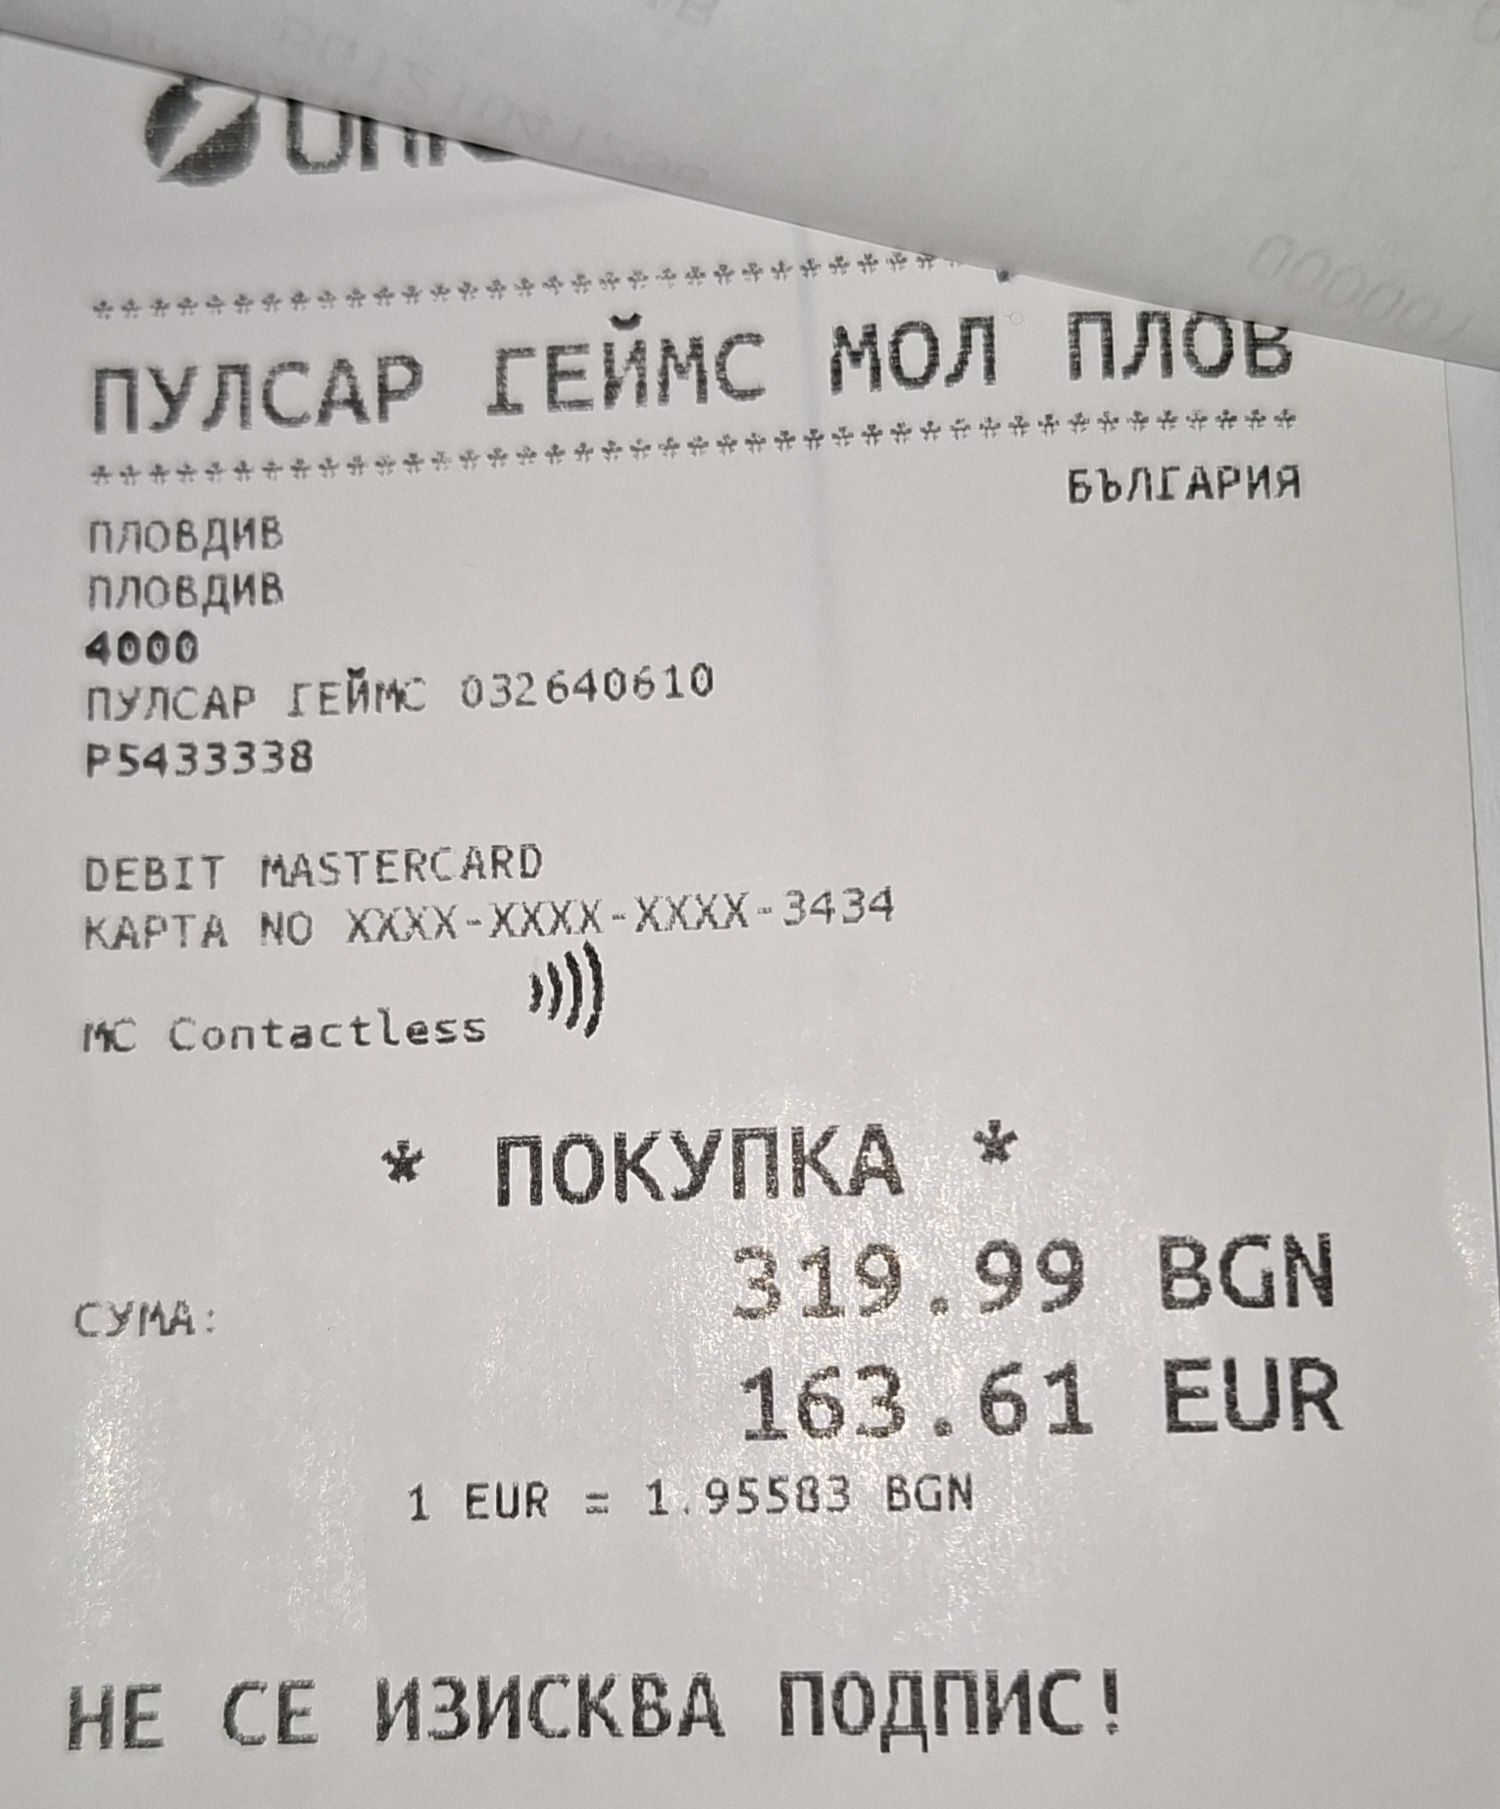 ********************************
ПУЛСАР ГЕЙМС МОЛ ПЛОВ
******************************************
БЪЛГАРИЯ
ПЛОВДИВ
ПЛОВДИВ
4000
ПУЛСАР ГЕЙМС 032640610
P5433338
DEBIT MASTERCARD
КАРТА NO XXXX-XXXX-XXXX-3434
MC Contactless
* ПОКУПКА *
319.99 BGN
СУМА:
163.61 EUR
1 EUR = 1.95583 BGN
НЕ СЕ ИЗИСКВА ПОДПИС!